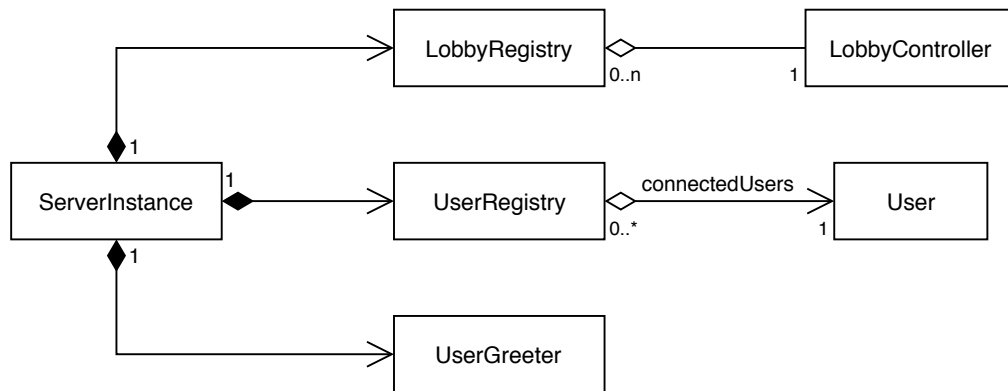 LobbyRegistry
LobbyController
0..n
1
1
1
connectedUsers
ServerInstance
UserRegistry
User
0..*
1
1
UserGreeter